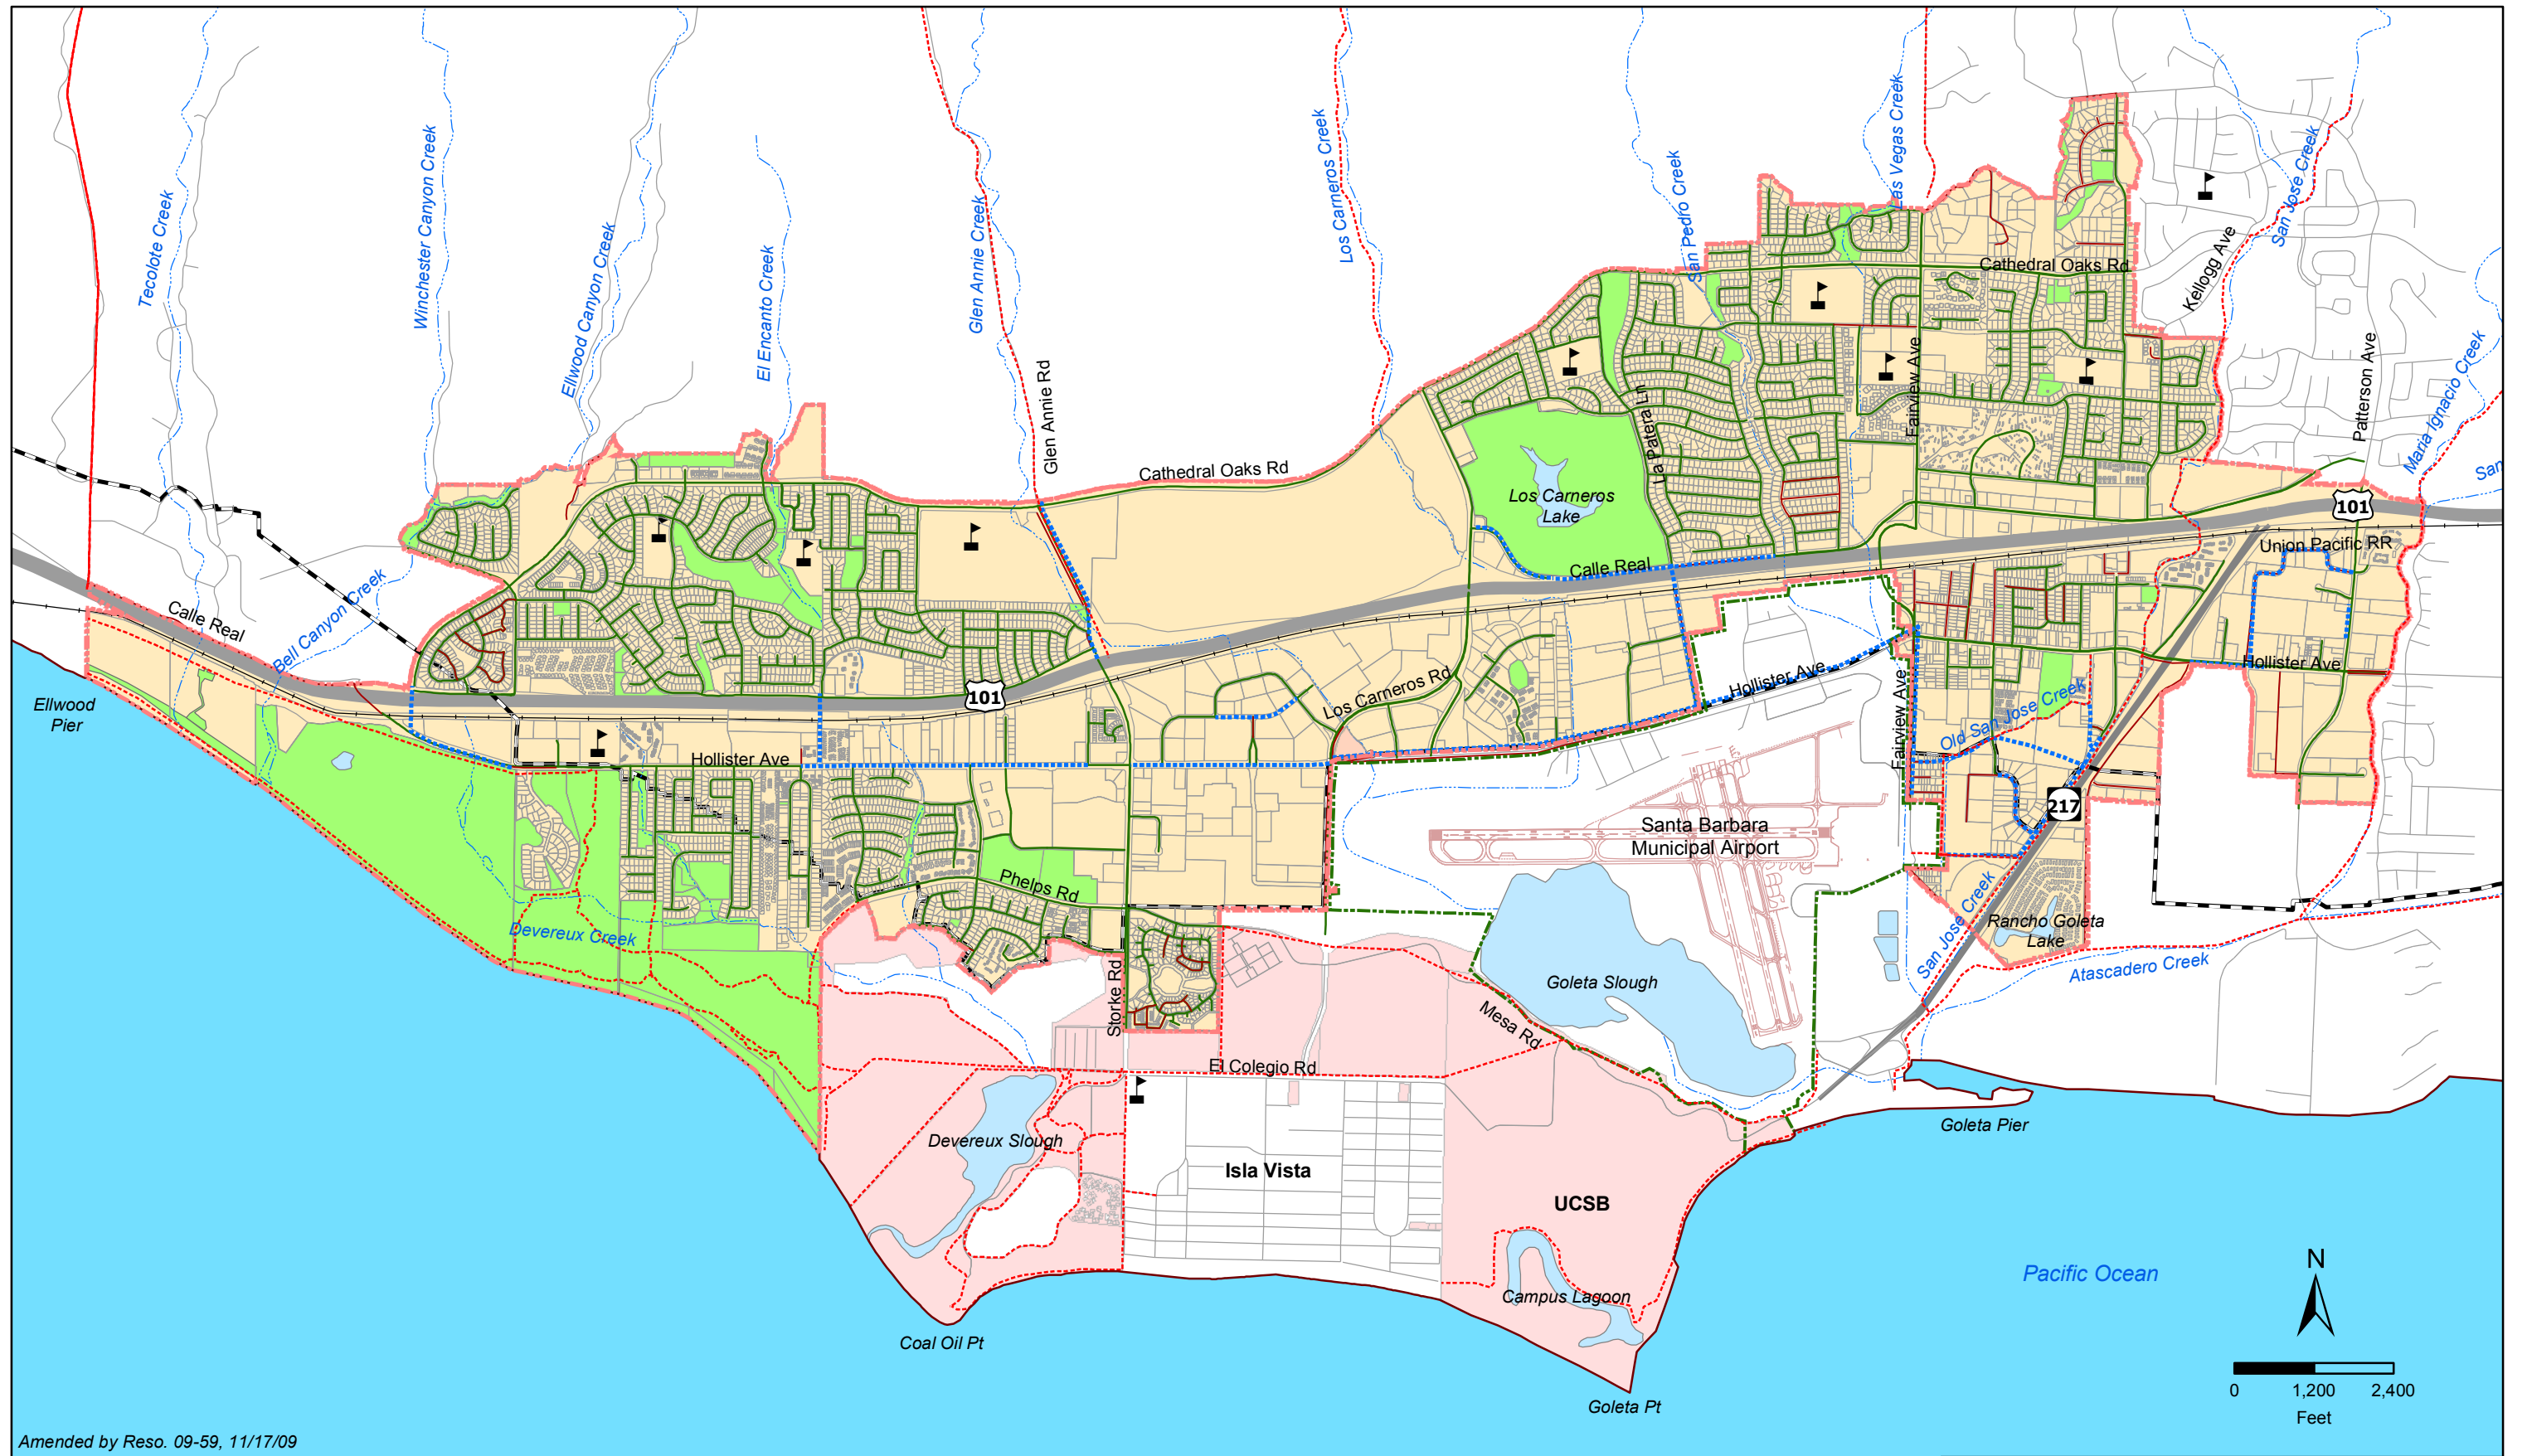 Tecolote Creek
Winchester Canyon Creek
Ellwood Canyon Creek
El Encanto Creek
Glen Annie Creek
Glen Annie Rd
Los Carneros Creek
San Pedro Creek
Las Vegas Creek
San Jose Creek
Kellogg Ave
Patterson Ave
Maria Ignacio Creek
San
Cathedral Oaks Rd
Cathedral Oaks Rd
La Patera Ln
Fairview Ave
Los Carneros
Lake
101
Union Pacific RR
Calle Real
Calle Real
Bell Canyon Creek
Ellwood
Pier
101
Los Carneros Rd
Hollister Ave
Hollister Ave
Hollister Ave
Fairview Ave
Old San Jose Creek
217
Santa Barbara
Municipal Airport
Phelps Rd
Devereux Creek
Storke Rd
Goleta Slough
Mesa Rd
San Jose Creek
Rancho Goleta
Lake
Atascadero Creek
El Colegio Rd
Devereux Slough
Isla Vista
UCSB
Goleta Pier
Campus Lagoon
Coal Oil Pt
Goleta Pt
Pacific Ocean
N
0 1,200 2,400
Feet
Amended by Reso. 09-59, 11/17/09